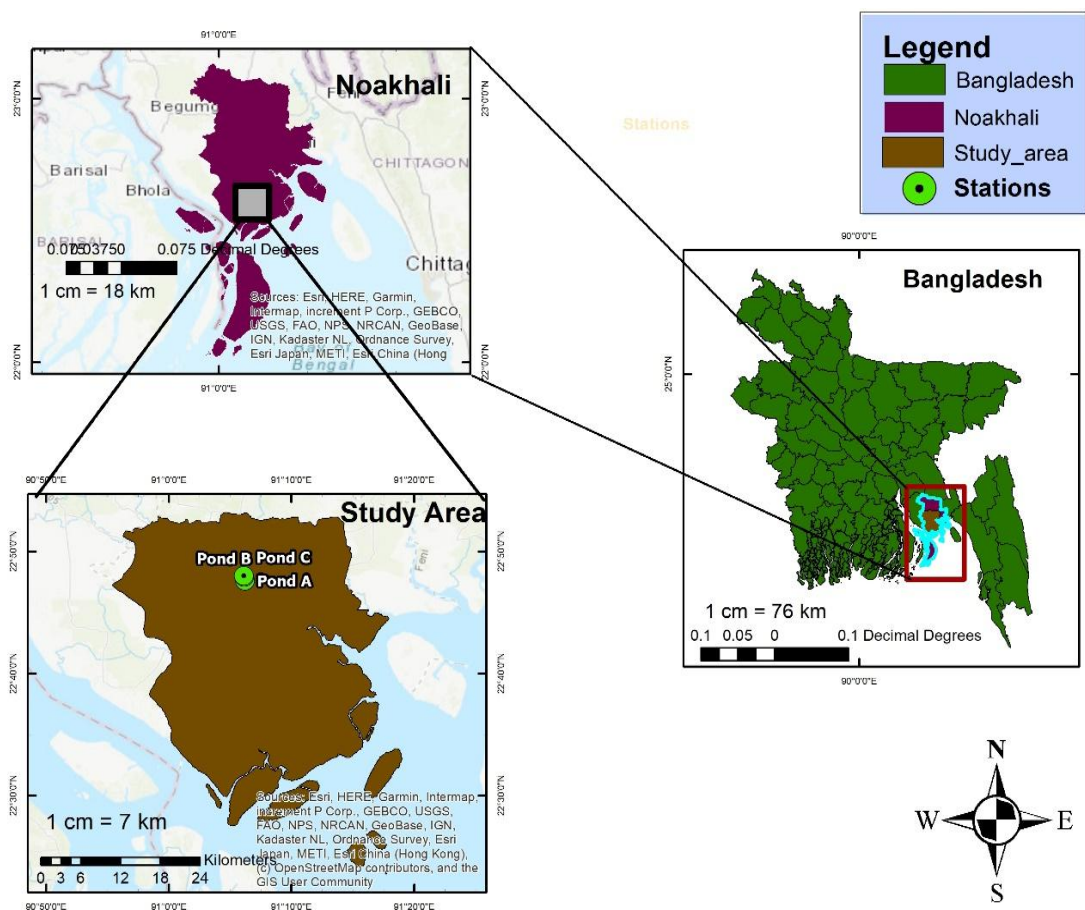 91°0'0"E
Noakhali
23°0'0"N
23°0'0"N
Begumg
Feni
CHITTAGON
Barisal
Bhola
BARISAL
Chittag
0.075 Decimal Degrees
1 cm = 18 km
Sources: Esri, HERE, Garmin,
Intermap, increment P Corp., GEBCO,
USGS, FAO, NPS, NRCAN, GeoBase,
IGN, Kadaster NL, Ordnance Survey,
Esri Japan, METI, Esri China (Hong
Bay of
Bengal
22°0'0"N
22°0'0"N
91°0'0"E
Stations
Legend
Bangladesh
Noakhali
Study_area
Stations
90°0'0"E
Bangladesh
25°0'0"N
25°0'0"N
1 cm = 76 km
0.1 0.05 0 0.1 Decimal Degrees
90°0'0"E
90°50'0"E 91°0'0"E 91°10'0"E 91°20'0"E
Study Area
22°50'0"N
22°50'0"N
Pond B Pond C
Pond A
Feni
22°40'0"N
22°40'0"N
22°30'0"N
22°30'0"N
1 cm = 7 km
Kilometers
0 3 6 12 18 24
Sources: Esri, HERE, Garmin, Intermap,
increment P Corp., GEBCO, USGS,
FAO, NPS, NRCAN, GeoBase, IGN,
Kadaster NL, Ordnance Survey, Esri
Japan, METI, Esri China (Hong Kong),
(c) OpenStreetMap contributors, and the
GIS User Community
90°50'0"E 91°0'0"E 91°10'0"E 91°20'0"E
N
W E
S